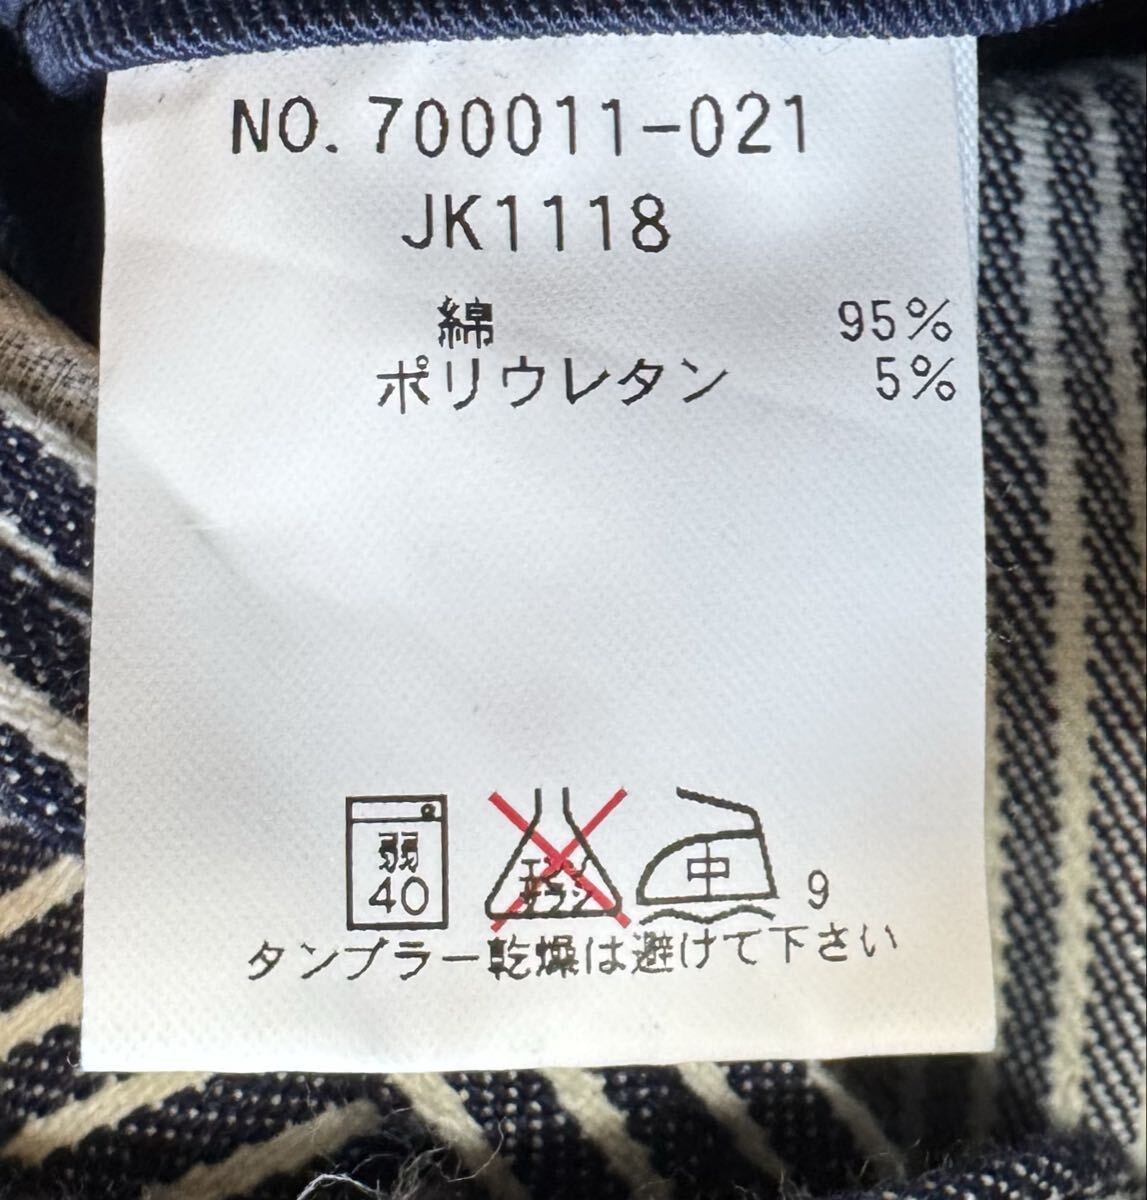 NO.700011-021
JK1118
綿 95%
ポリウレタン 5%
弱
40
エンソ
サラシ
中
9
タンブラー乾燥は避けて下さい